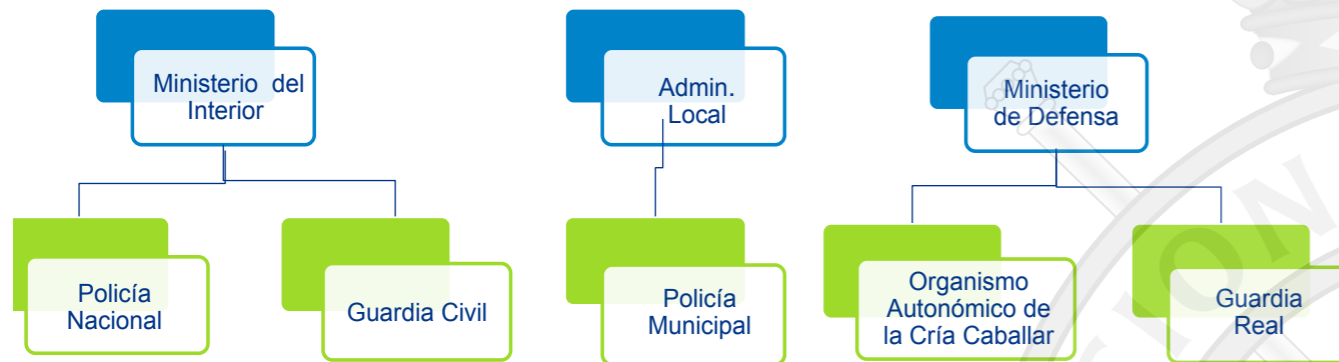 Ministerio del
Interior
Admin.
Local
Ministerio
de Defensa
Policía
Nacional
Guardia Civil
Policía
Municipal
Organismo
Autonómico de
la Cría Caballar
Guardia
Real
SION